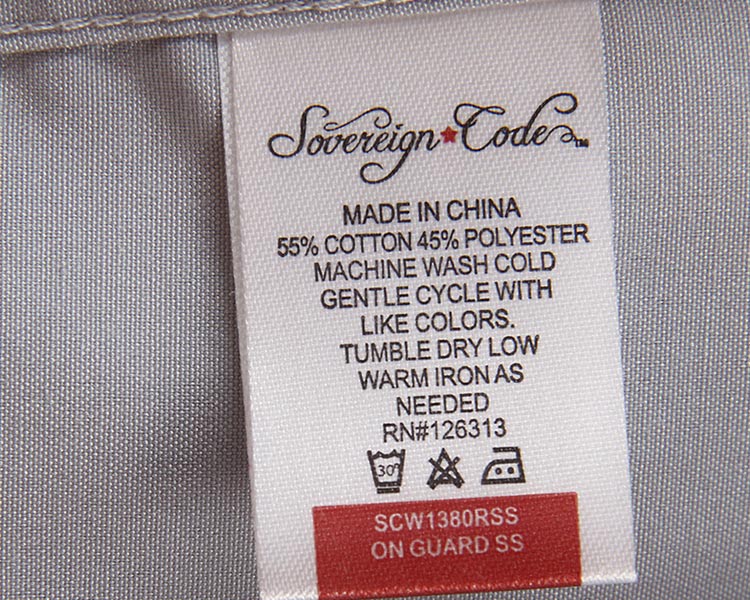 Sovereign★Code™
MADE IN CHINA
55% COTTON 45% POLYESTER
MACHINE WASH COLD
GENTLE CYCLE WITH
LIKE COLORS.
TUMBLE DRY LOW
WARM IRON AS
NEEDED
RN#126313
30°
SCW1380RSS
ON GUARD SS